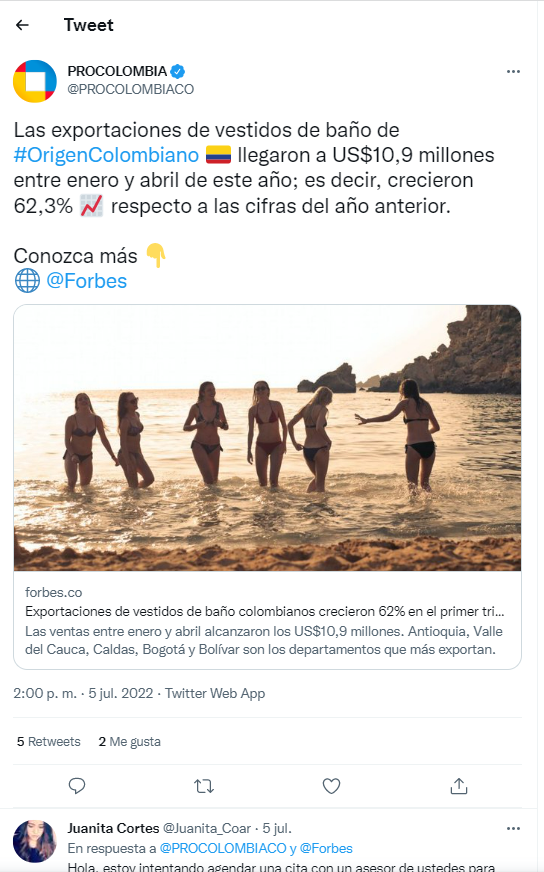 Tweet
PROCOLOMBIA
@PROCOLOMBIACO
Las exportaciones de vestidos de baño de
#OrigenColombiano 🇨🇴 llegaron a US$10,9 millones
entre enero y abril de este año; es decir, crecieron
62,3% 📈 respecto a las cifras del año anterior.
Conozca más 👇
🌐 @Forbes
forbes.co
Exportaciones de vestidos de baño colombianos crecieron 62% en el primer tri...
Las ventas entre enero y abril alcanzaron los US$10,9 millones. Antioquia, Valle
del Cauca, Caldas, Bogotá y Bolívar son los departamentos que más exportan.
2:00 p. m. · 5 jul. 2022 · Twitter Web App
5 Retweets 2 Me gusta
Juanita Cortes @Juanita_Coar · 5 jul.
En respuesta a @PROCOLOMBIACO y @Forbes
Hola, estoy intentando agendar una cita con un asesor de ustedes para